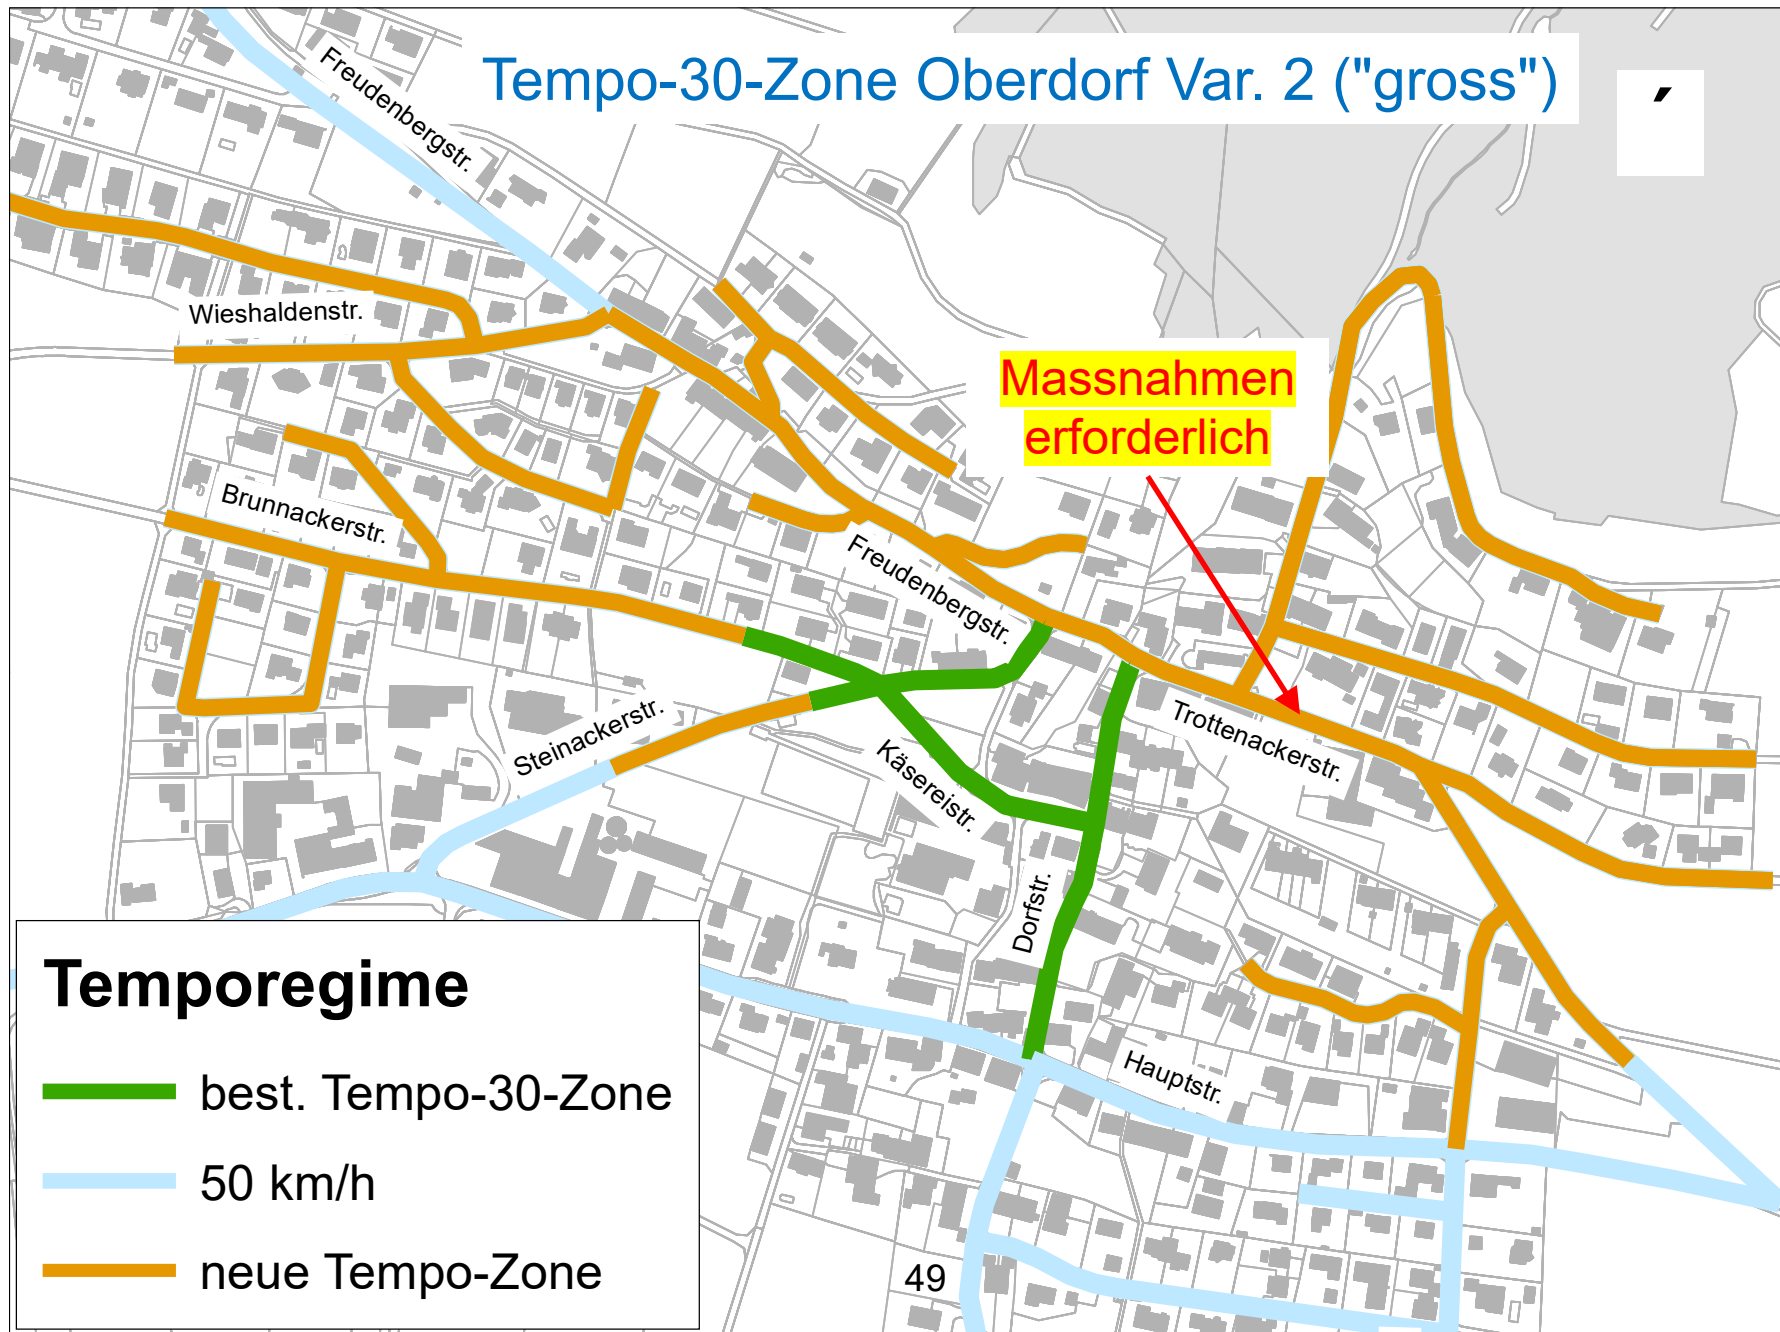 Tempo-30-Zone Oberdorf Var. 2 ("gross")
´
Freudenbergstr.
Wieshaldenstr.
Massnahmen
erforderlich
Brunnackerstr.
Freudenbergstr.
Steinackerstr.
Trottenackerstr.
Käsereistr.
Dorfstr.
Hauptstr.
49
Temporegime
best. Tempo-30-Zone
50 km/h
neue Tempo-Zone